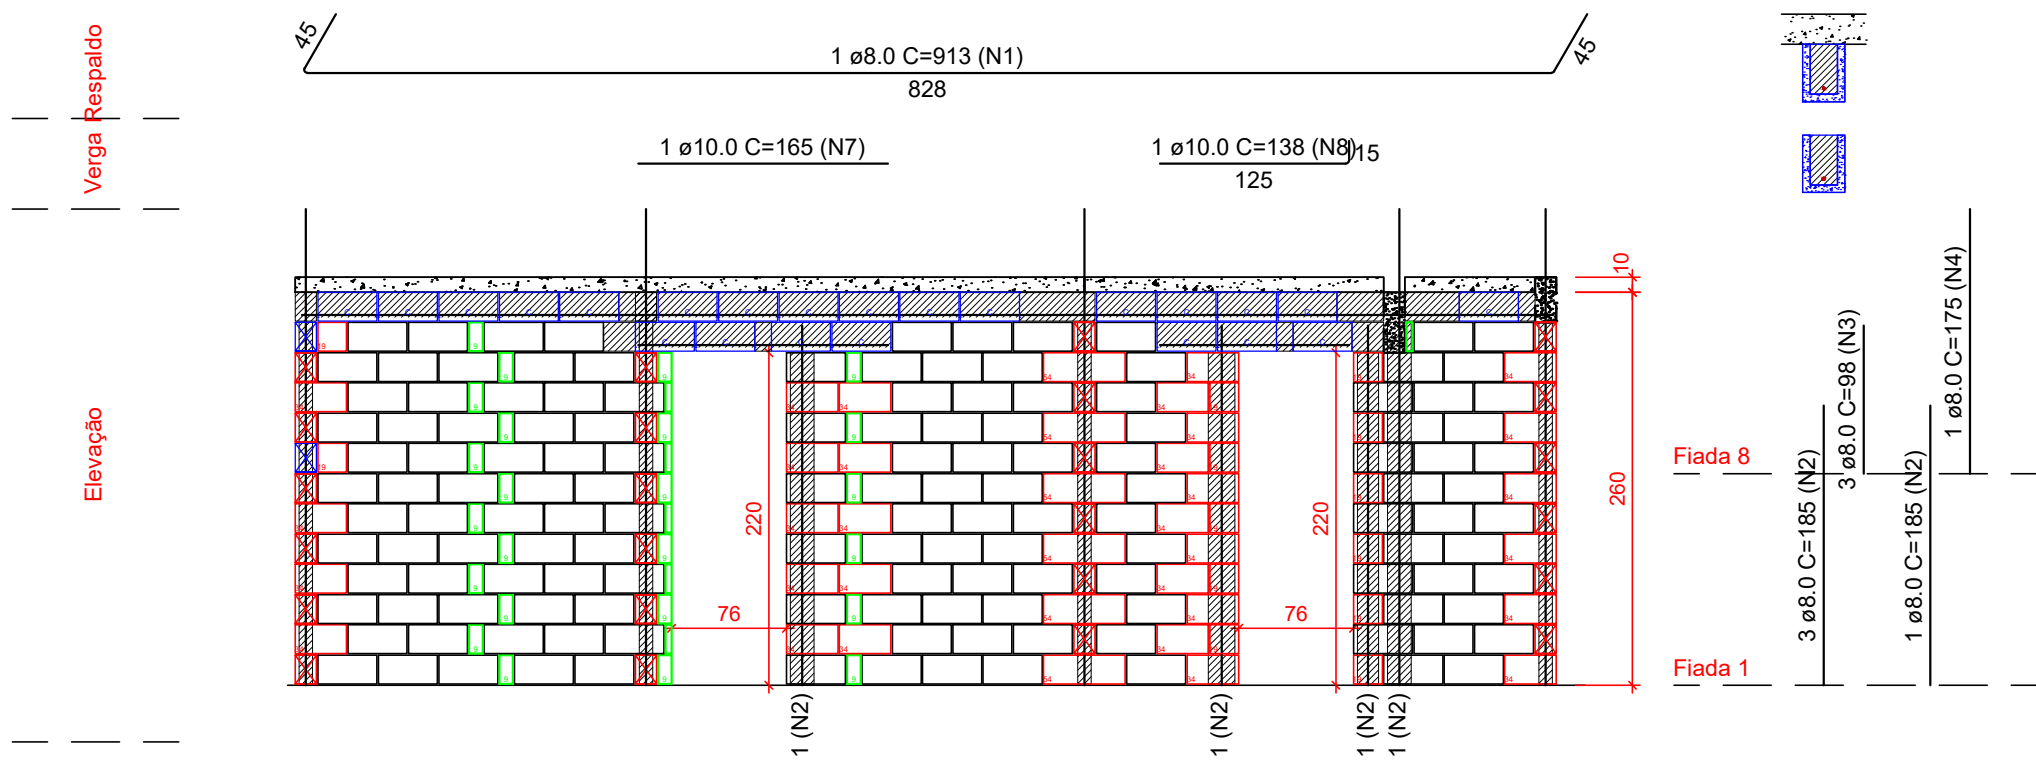 Respaldo
45
1 ø8.0 C=913 (N1)
828
45
Verga
1 ø10.0 C=165 (N7)
1 ø10.0 C=138 (N8)
15
125
Elevação
220
76
220
76
10
260
1 (N2)
1 (N2)
1 (N2)
1 (N2)
Fiada 8
Fiada 1
3 ø8.0 C=185 (N2)
3 ø8.0 C=98 (N3)
1 ø8.0 C=185 (N2)
1 ø8.0 C=175 (N4)